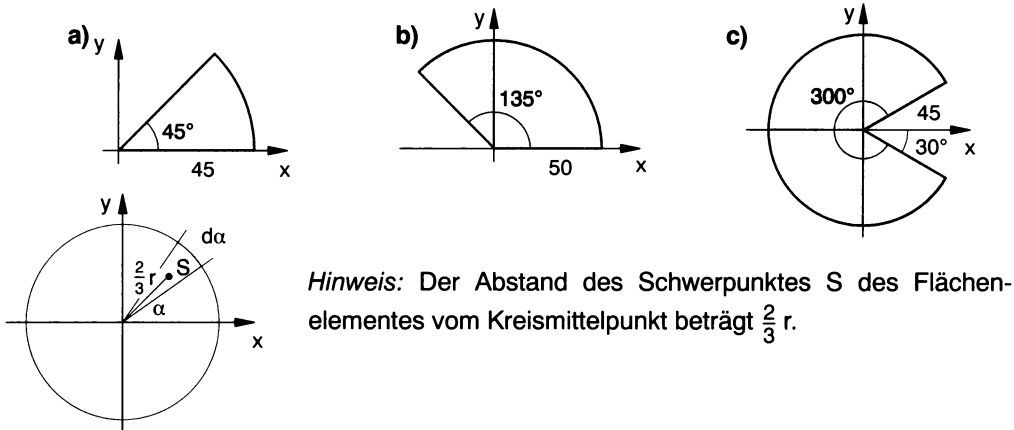 a) y
45°
45 x
b) y
135°
50 x
c) y
300°
45
30° x
y
dα
2/3 r S
α
x
Hinweis: Der Abstand des Schwerpunktes S des Flächen-
elementes vom Kreismittelpunkt beträgt 2/3 r.